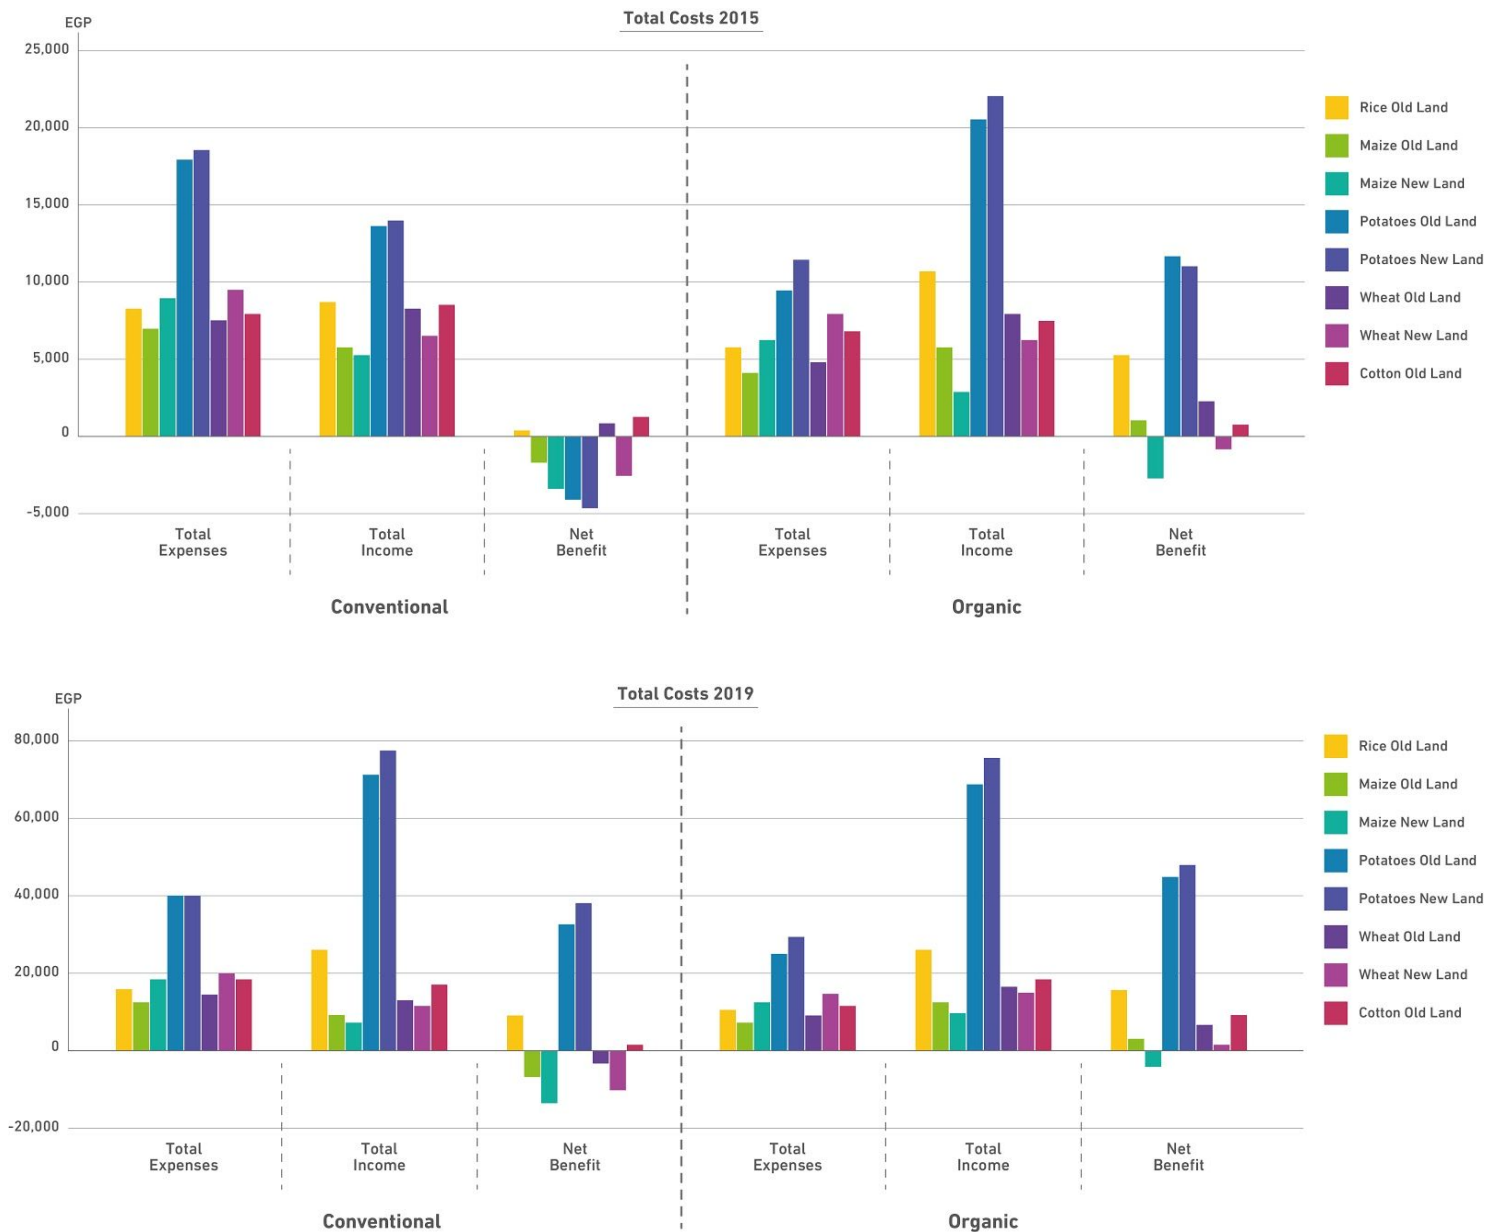 Total Costs 2015
EGP
25,000
20,000
15,000
10,000
5,000
0
-5,000
Total
Expenses
Total
Income
Net
Benefit
Total
Expenses
Total
Income
Net
Benefit
Conventional
Organic
Rice Old Land
Maize Old Land
Maize New Land
Potatoes Old Land
Potatoes New Land
Wheat Old Land
Wheat New Land
Cotton Old Land
Total Costs 2019
EGP
80,000
60,000
40,000
20,000
0
-20,000
Total
Expenses
Total
Income
Net
Benefit
Total
Expenses
Total
Income
Net
Benefit
Conventional
Organic
Rice Old Land
Maize Old Land
Maize New Land
Potatoes Old Land
Potatoes New Land
Wheat Old Land
Wheat New Land
Cotton Old Land